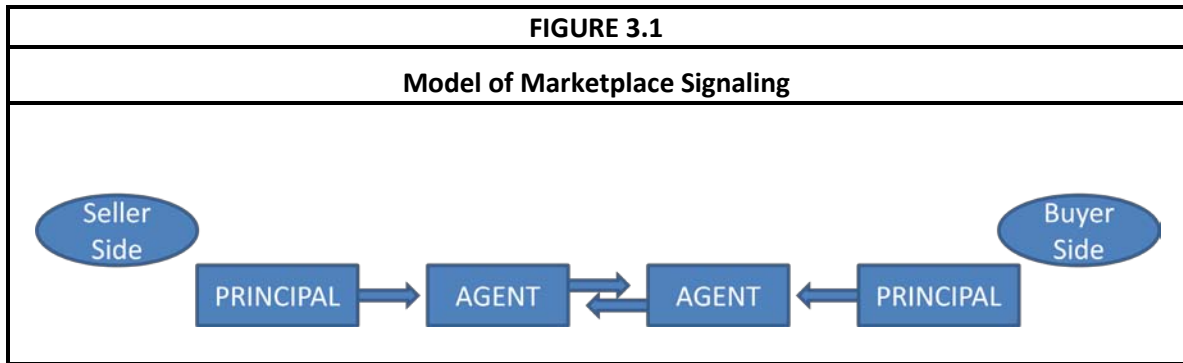 FIGURE 3.1
Model of Marketplace Signaling
Seller
Side
Buyer
Side
PRINCIPAL
AGENT
AGENT
PRINCIPAL